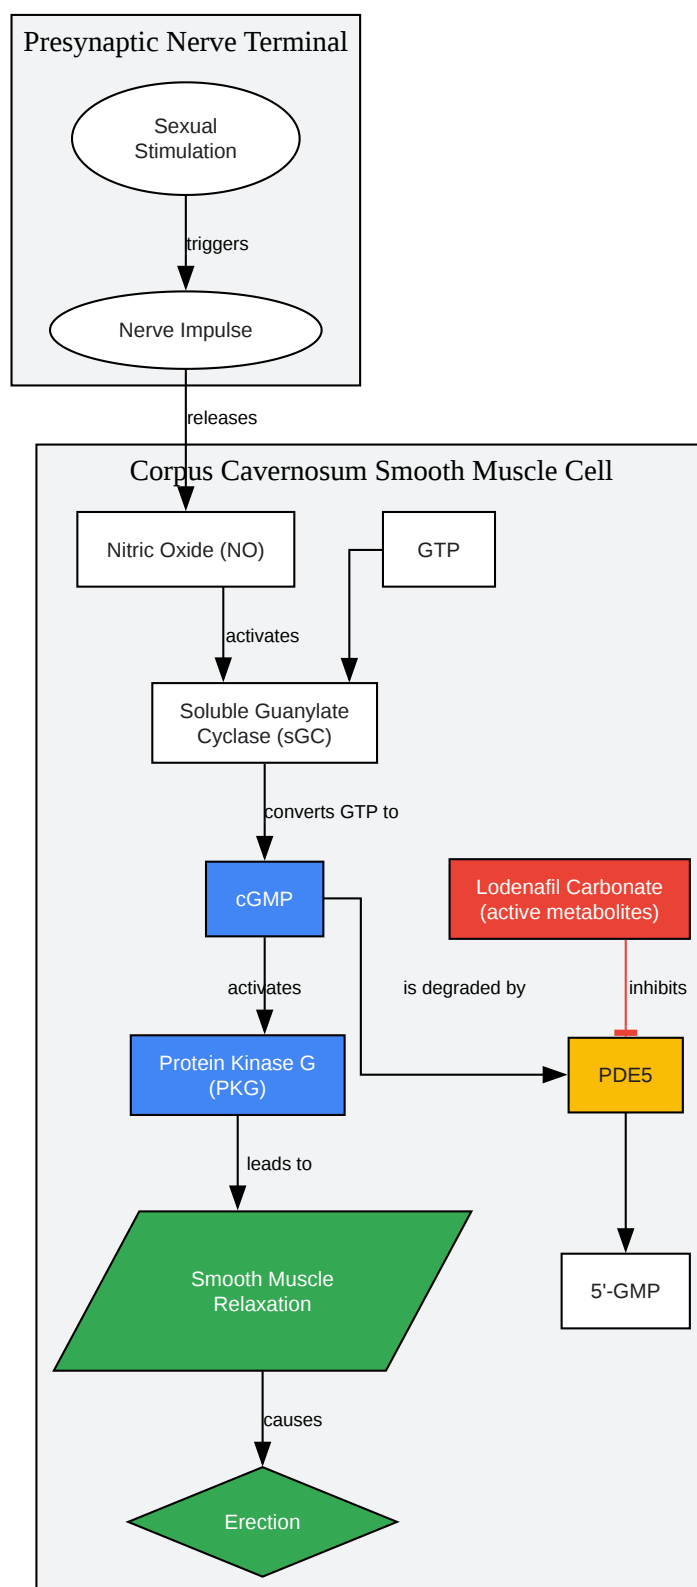 Presynaptic Nerve Terminal
Sexual
Stimulation
triggers
Nerve Impulse
releases
Corpus Cavernosum Smooth Muscle Cell
Nitric Oxide (NO)
GTP
activates
Soluble Guanylate
Cyclase (sGC)
converts GTP to
cGMP
Lodenafil Carbonate
(active metabolites)
activates
is degraded by
inhibits
Protein Kinase G
(PKG)
PDE5
leads to
Smooth Muscle
Relaxation
5'-GMP
causes
Erection